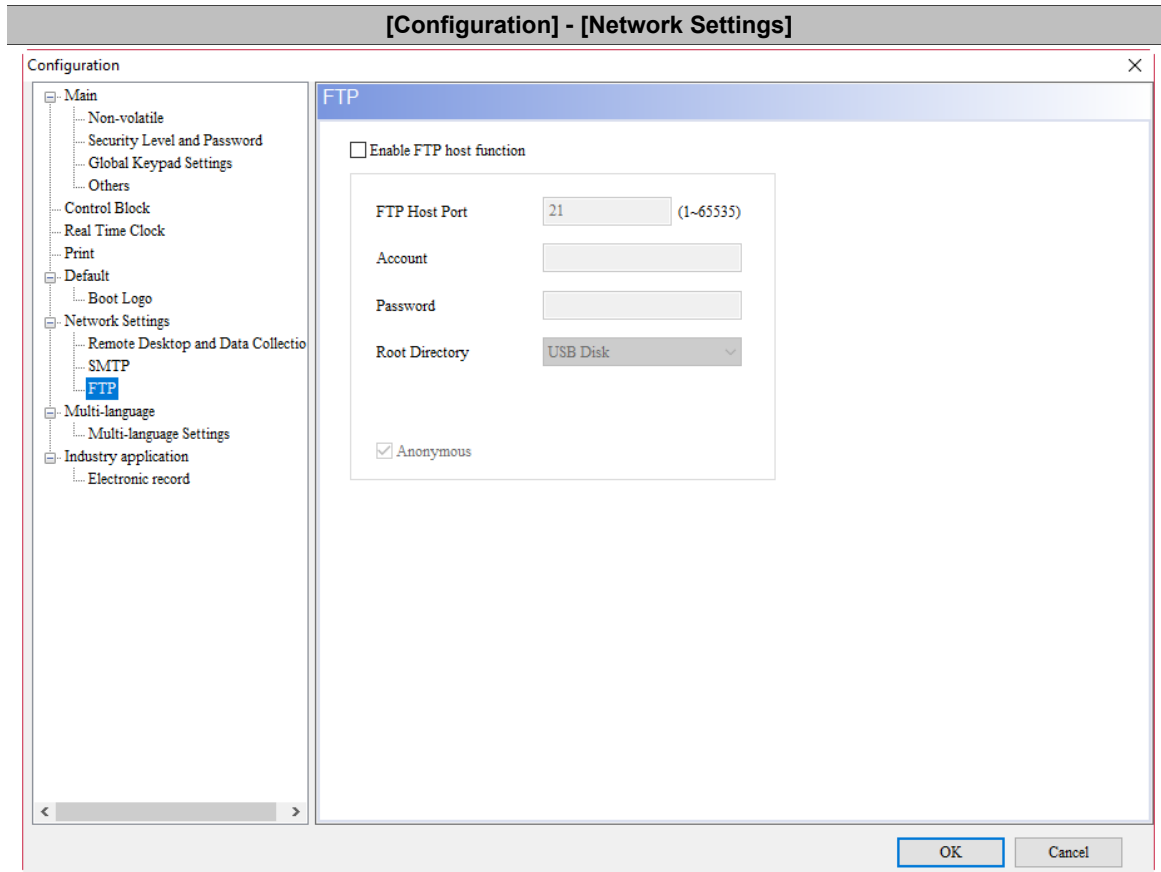 [Configuration] - [Network Settings]
Configuration
Main
Non-volatile
Security Level and Password
Global Keypad Settings
Others
Control Block
Real Time Clock
Print
Default
Boot Logo
Network Settings
Remote Desktop and Data Collectio
SMTP
FTP
Multi-language
Multi-language Settings
Industry application
Electronic record
FTP
Enable FTP host function
FTP Host Port 21 (1~65535)
Account
Password
Root Directory USB Disk
Anonymous
OK Cancel